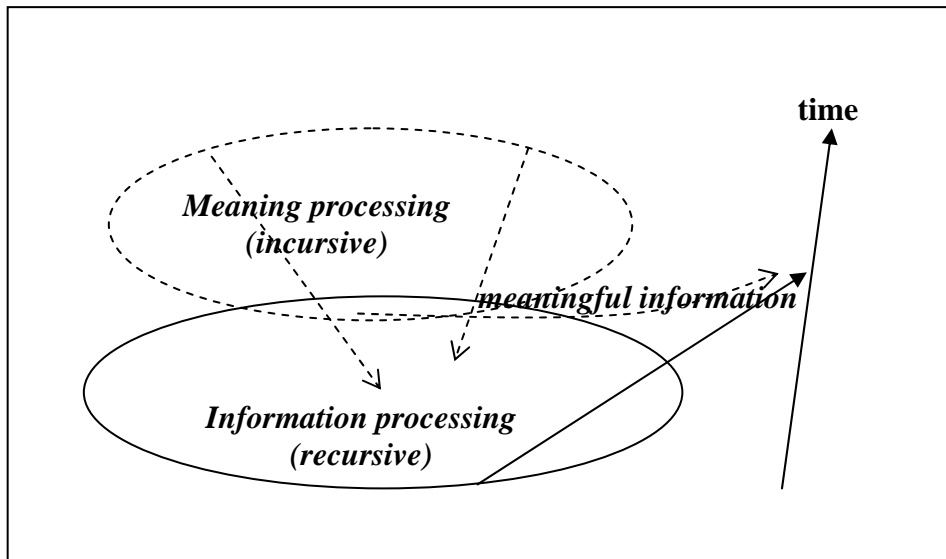 time
Meaning processing
(incursive)
meaningful information
Information processing
(recursive)